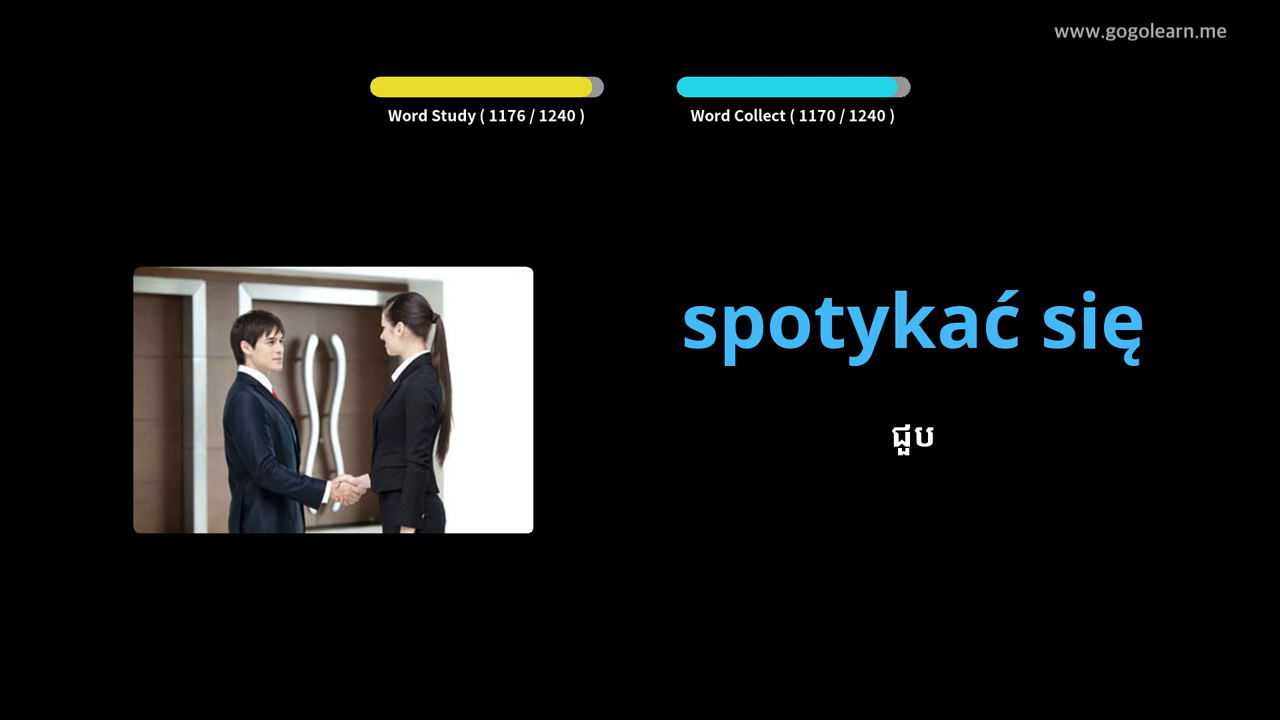 www.gogolearn.me
Word Study ( 1176 / 1240 )
Word Collect ( 1170 / 1240 )
spotykać się
ជួប